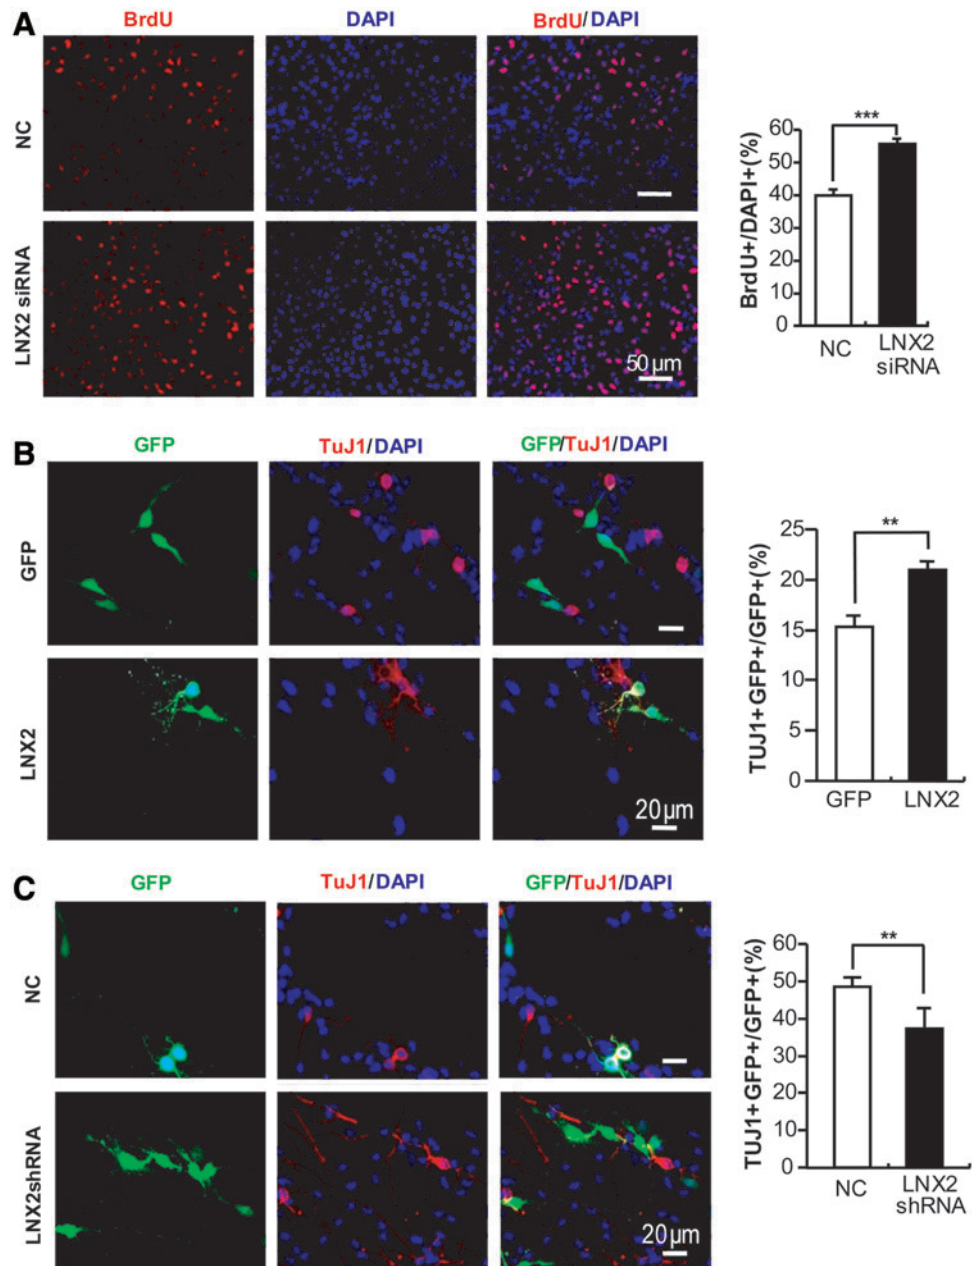 A
BrdU
DAPI
BrdU/DAPI
NC
LNX2 siRNA
50 µm
BrdU+/DAPI+(%)
60
50
40
30
20
10
0
***
NC
LNX2
siRNA
B
GFP
TuJ1/DAPI
GFP/TuJ1/DAPI
GFP
LNX2
20 µm
TUJ1+GFP+/GFP+(%)
25
20
15
10
5
0
**
GFP
LNX2
C
GFP
TuJ1/DAPI
GFP/TuJ1/DAPI
NC
LNX2shRNA
20 µm
TUJ1+GFP+/GFP+(%)
60
50
40
30
20
10
0
**
NC
LNX2
shRNA